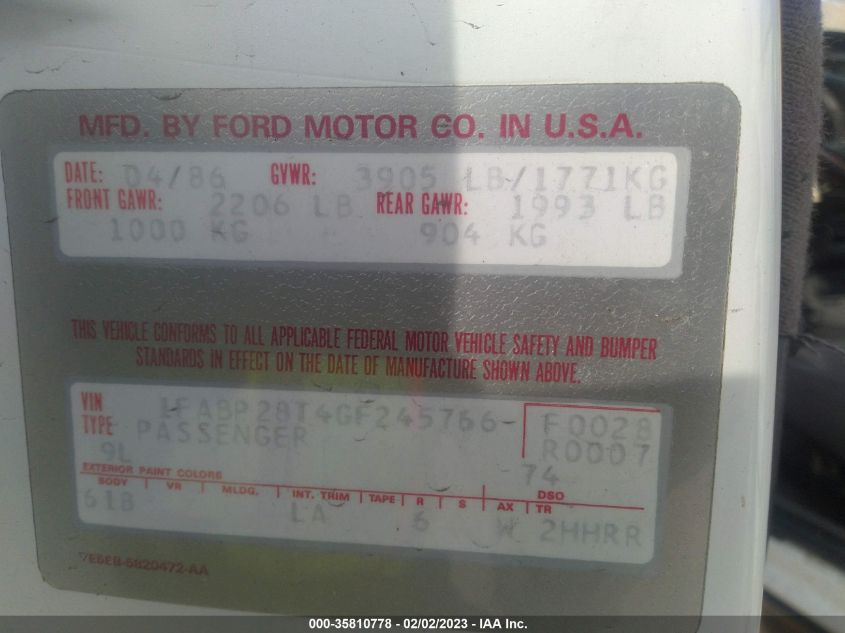 MFD. BY FORD MOTOR CO. IN U.S.A.
DATE: 04/86 GVWR: 3905 LB/1771KG
FRONT GAWR: 2206 LB REAR GAWR: 1993 LB
1000 KG 904 KG
THIS VEHICLE CONFORMS TO ALL APPLICABLE FEDERAL MOTOR VEHICLE SAFETY AND BUMPER
STANDARDS IN EFFECT ON THE DATE OF MANUFACTURE SHOWN ABOVE.
VIN 1FABP28T4GF245766- F0028
TYPE PASSENGER R0007
9L 74
EXTERIOR PAINT COLORS DSO
BODY VR MLDG. INT. TRIM TAPE R S AX TR
61B LA 6 W 2HHRR
000-35810778 - 02/02/2023 - IAA Inc.